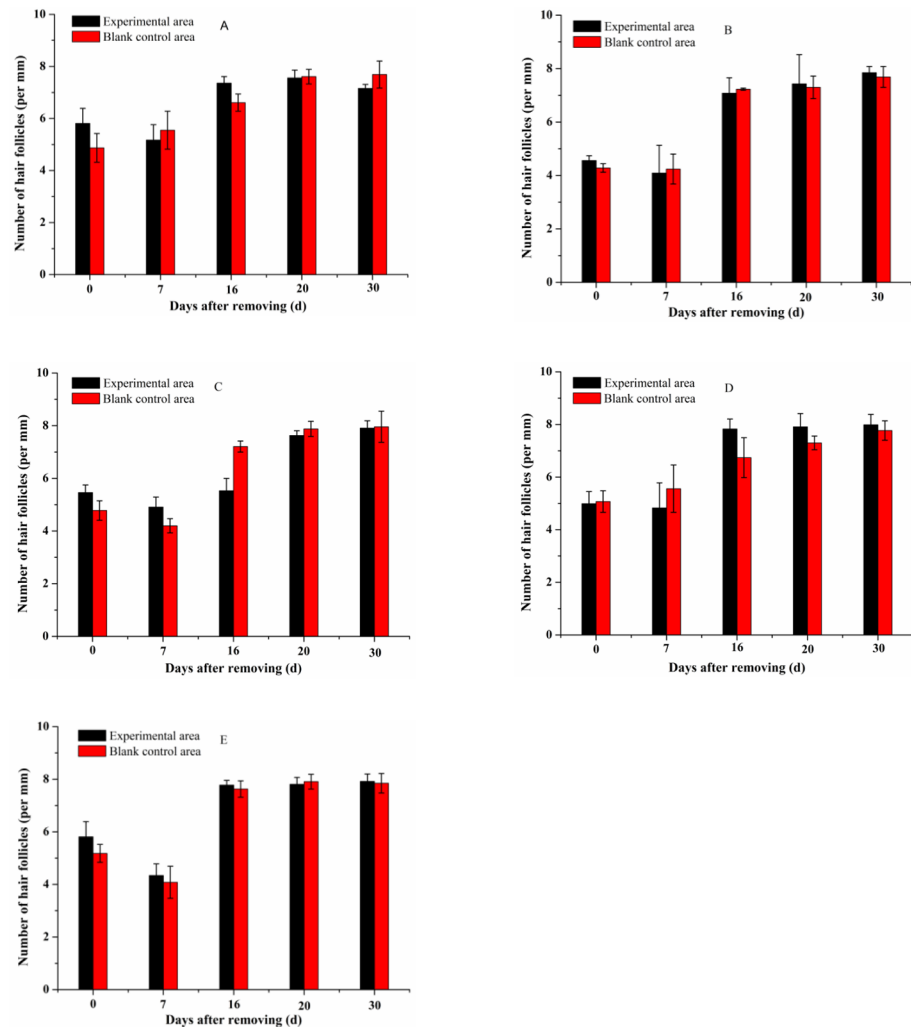 A
Experimental area
Blank control area
10
8
6
4
2
0
Number of hair follicles (per mm)
0 7 16 20 30
Days after removing (d)
B
Experimental area
Blank control area
10
8
6
4
2
0
Number of hair follicles (per mm)
0 7 16 20 30
Days after removing (d)
C
Experimental area
Blank control area
10
8
6
4
2
0
Number of hair follicles (per mm)
0 7 16 20 30
Days after removing (d)
D
Experimental area
Blank control area
10
8
6
4
2
0
Number of hair follicles (per mm)
0 7 16 20 30
Days after removing (d)
E
Experimental area
Blank control area
10
8
6
4
2
0
Number of hair follicles (per mm)
0 7 16 20 30
Days after removing (d)